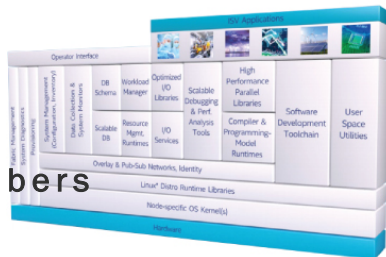 ISV Applications
Operator Interface
Fabric Management
System Diagnostics
Provisioning
System Management
(Configuration, Inventory)
Data Collection &
System Monitors
DB
Schema
Scalable
DB
Workload
Manager
Resource
Mgmt.
Runtimes
Optimized
I/O
Libraries
I/O
Services
Scalable
Debugging
& Perf
Analysis
Tools
High
Performance
Parallel
Libraries
Compiler &
Programming-
Model
Runtimes
Software
Development
Toolchain
User
Space
Utilities
Overlay & Pub-Sub Networks, Identity
bers
Linux* Distro Runtime Libraries
Node-specific OS Kernel(s)
Hardware